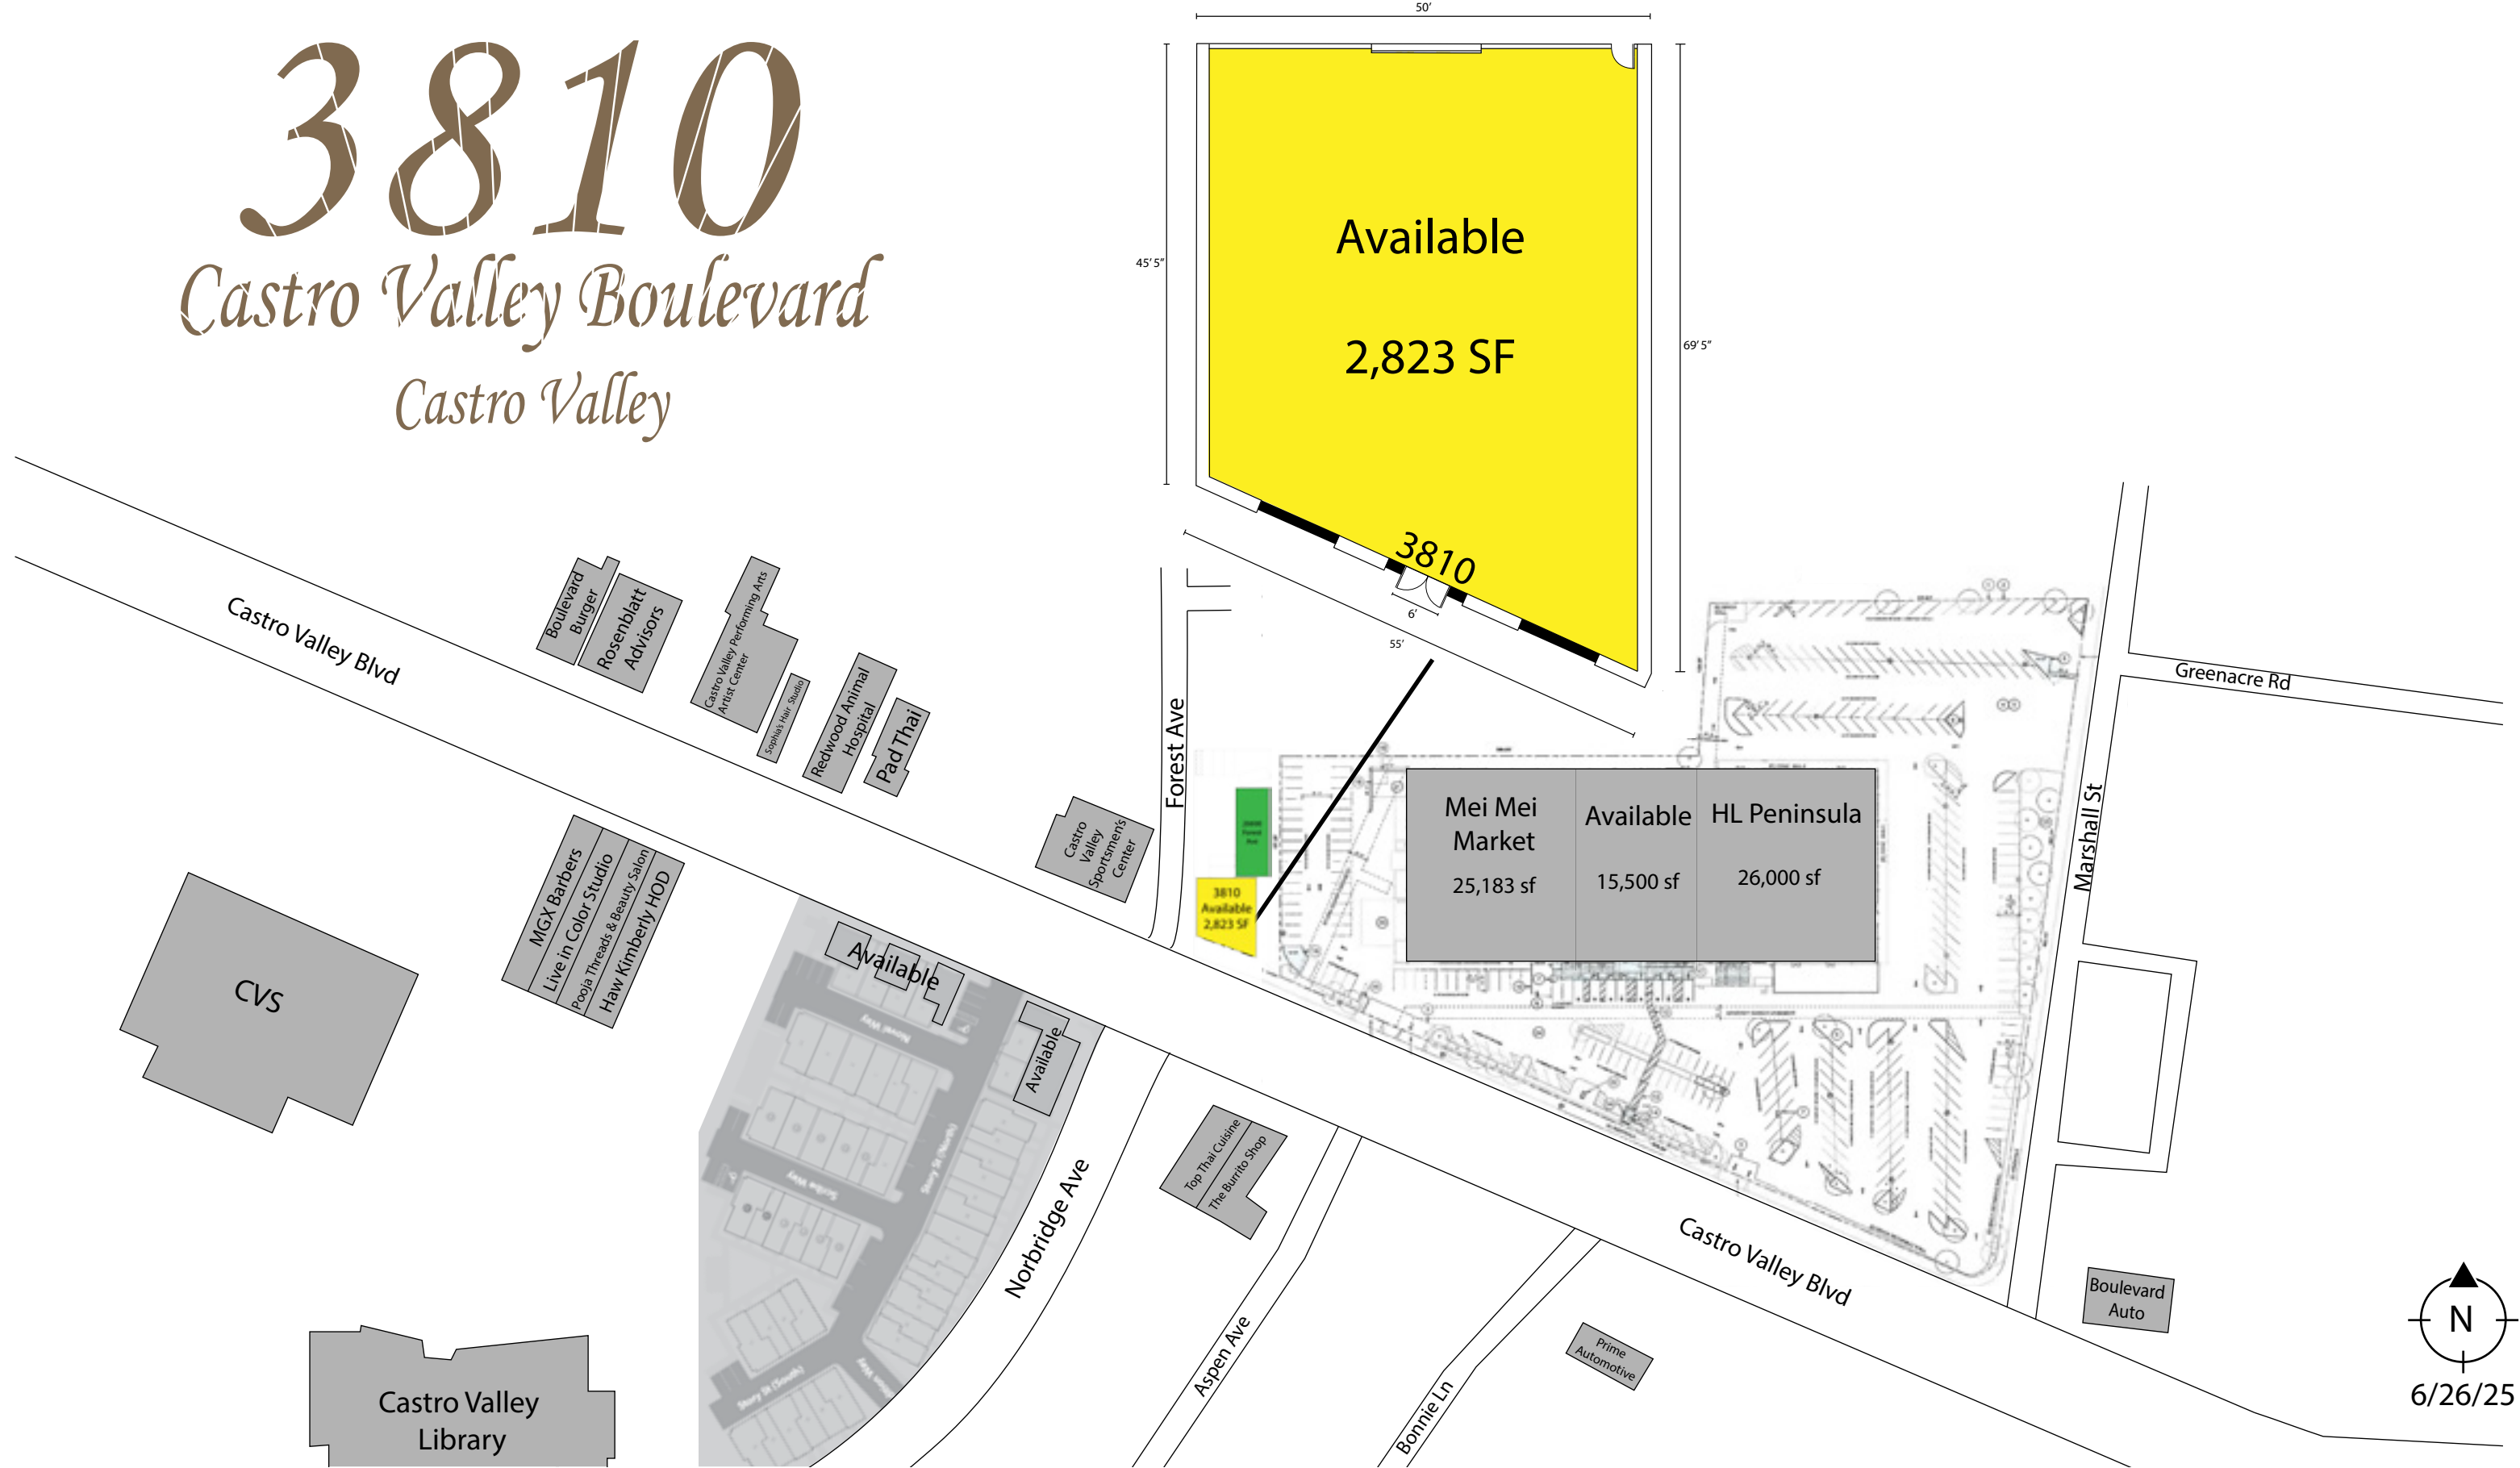 3810
Castro Valley Boulevard
Castro Valley
50’
45’ 5”
69’ 5”
Available
2,823 SF
3810
6’
55’
Castro Valley Blvd
Boulevard
Burger
Rosenblatt
Advisors
Castro Valley Performing Arts
Artist Center
Sophia's Hair Studio
Redwood Animal
Hospital
Pad Thai
Castro
Valley
Sportsmen's
Center
Forest Ave
3810
Available
2,823 SF
Mei Mei
Market
25,183 sf
Available
15,500 sf
HL Peninsula
26,000 sf
Marshall St
Greenacre Rd
CVS
MGX Barbers
Live in Color Studio
Pooja Threads & Beauty Salon
Haw Kimberly HOD
Available
Available
Scribe Way
Norbridge Ave
Top Thai Cuisine
The Burrito Shop
Aspen Ave
Bonnie Ln
Castro Valley Blvd
Prime
Automotive
Boulevard
Auto
Castro Valley
Library
N
6/26/25